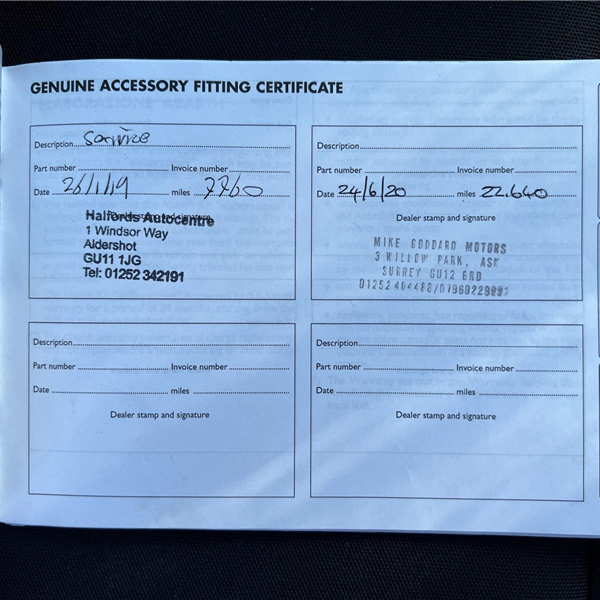 GENUINE ACCESSORY FITTING CERTIFICATE
Description Service
Part number Invoice number
Date 26/1/19 miles 7760
Halfords Autocentre
1 Windsor Way
Aldershot
GU11 1JG
Tel: 01252 342191
Description
Part number Invoice number
Date 24/6/20 miles 22.640
Dealer stamp and signature
MIKE GODDARD MOTORS
3 WILLOW PARK, ASH
SURREY GU12 6RD
Description
Part number Invoice number
Date miles
Dealer stamp and signature
Description
Part number Invoice number
Date miles
Dealer stamp and signature